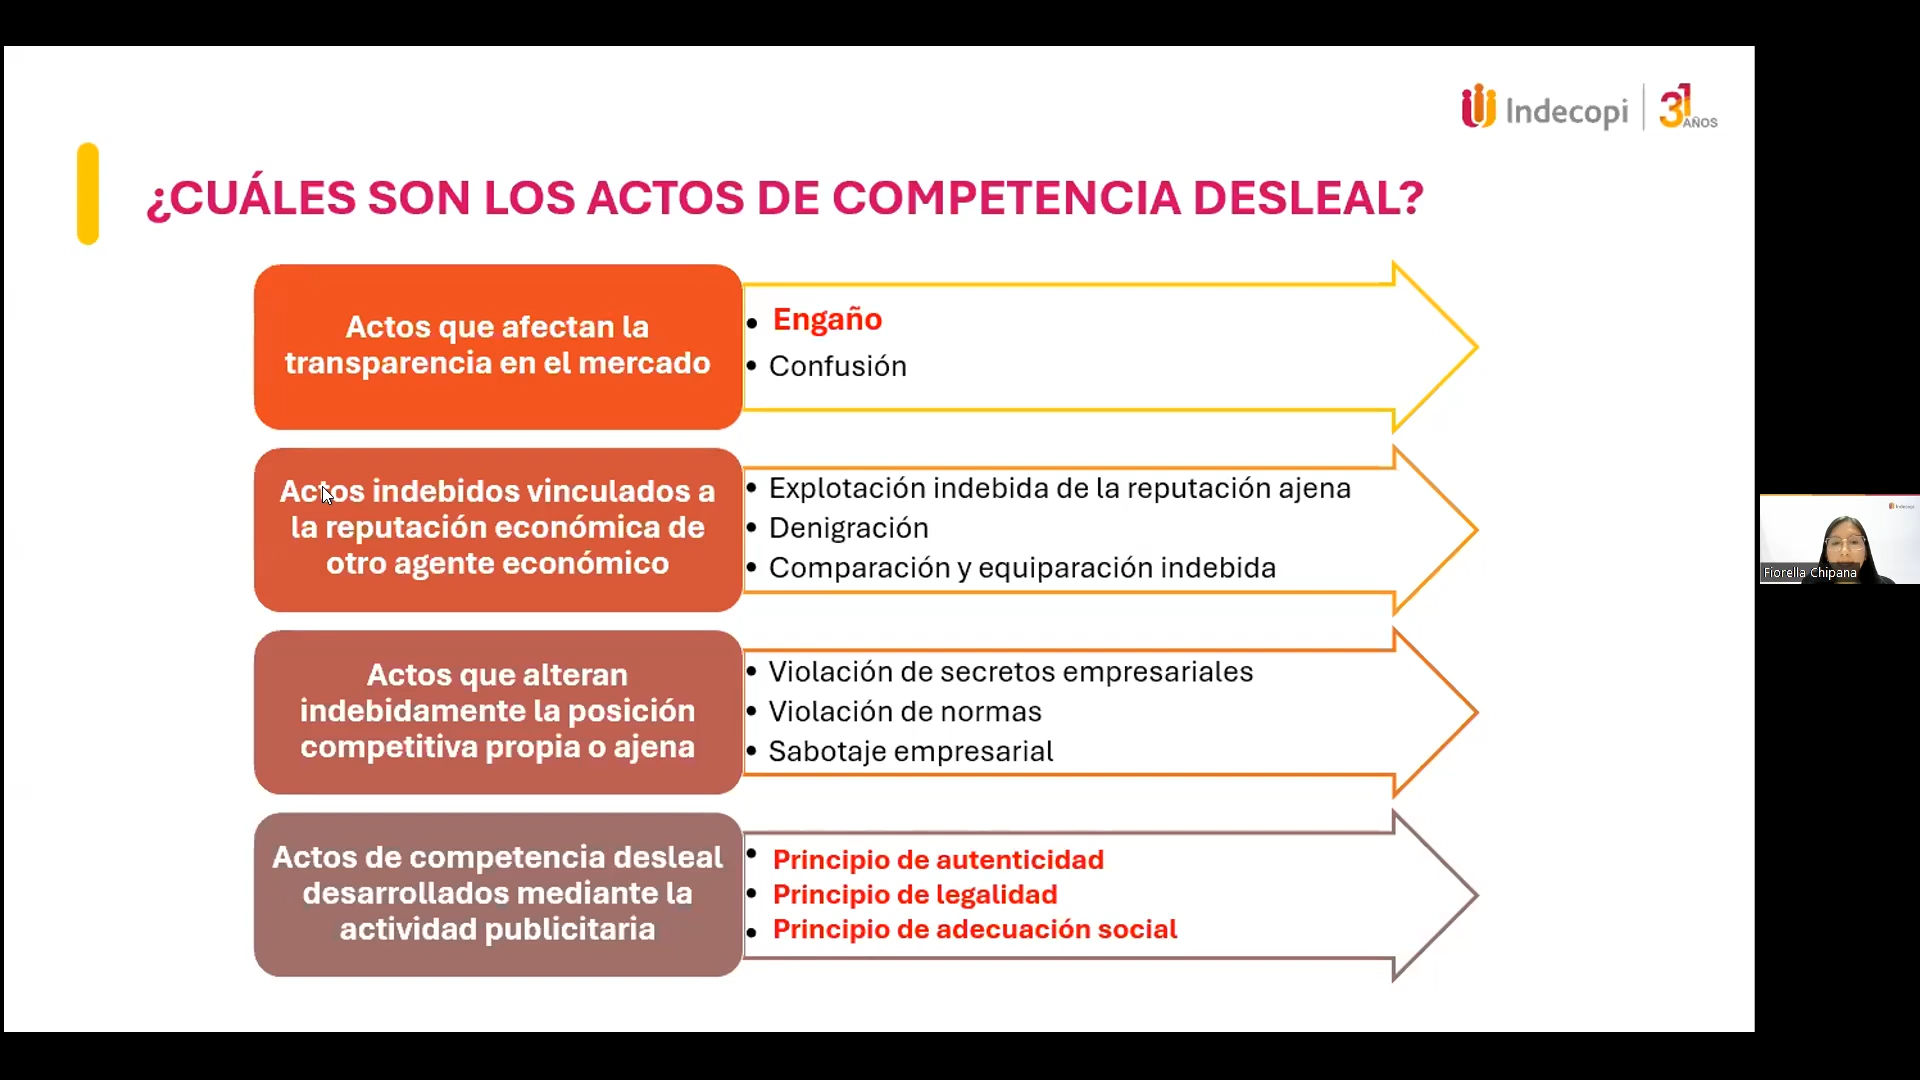 Indecopi
31 AÑOS
¿CUÁLES SON LOS ACTOS DE COMPETENCIA DESLEAL?
Actos que afectan la
transparencia en el mercado
• Engaño
• Confusión
Actos indebidos vinculados a
la reputación económica de
otro agente económico
• Explotación indebida de la reputación ajena
• Denigración
• Comparación y equiparación indebida
Actos que alteran
indebidamente la posición
competitiva propia o ajena
• Violación de secretos empresariales
• Violación de normas
• Sabotaje empresarial
Actos de competencia desleal
desarrollados mediante la
actividad publicitaria
• Principio de autenticidad
• Principio de legalidad
• Principio de adecuación social
Indecopi
Fiorella Chipana